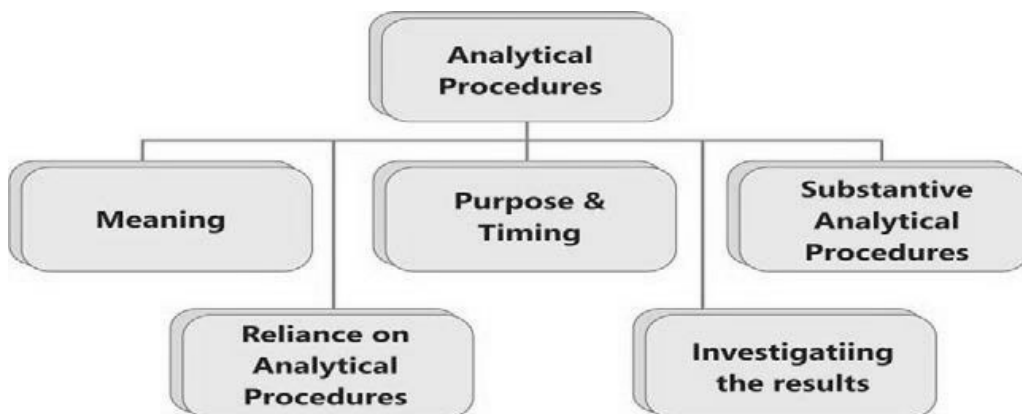 Analytical
Procedures
Meaning
Purpose &
Timing
Substantive
Analytical
Procedures
Reliance on
Analytical
Procedures
Investigatiing
the results